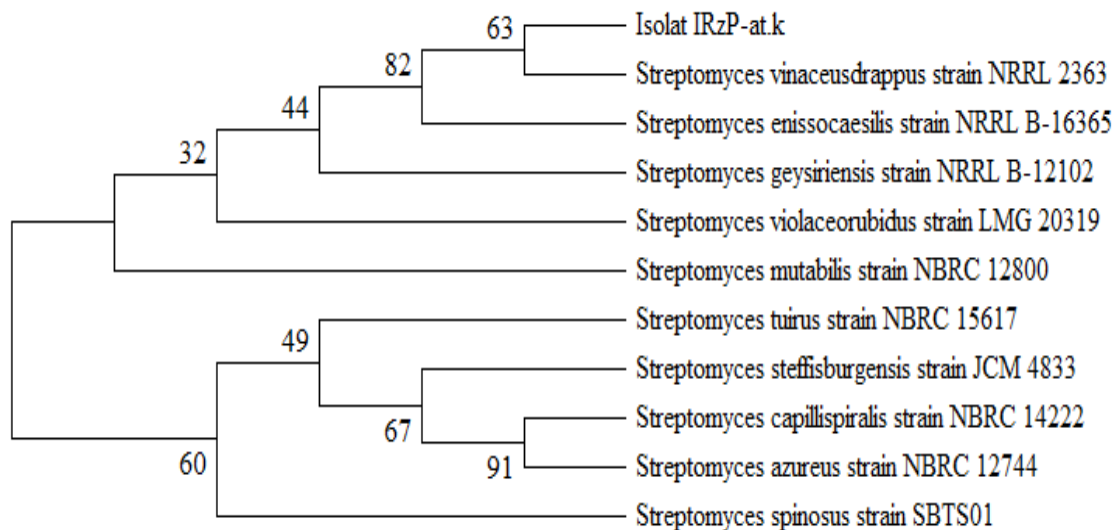 63
Isolat IRzP-at.k
82
Streptomyces vinaceusdrappus strain NRRL 2363
44
Streptomyces enissocaesilis strain NRRL B-16365
32
Streptomyces geysiriensis strain NRRL B-12102
Streptomyces violaceorubidus strain LMG 20319
Streptomyces mutabilis strain NBRC 12800
49
Streptomyces tuirus strain NBRC 15617
Streptomyces steffisburgensis strain JCM 4833
67
Streptomyces capillispiralis strain NBRC 14222
60
91
Streptomyces azureus strain NBRC 12744
Streptomyces spinosus strain SBTS01